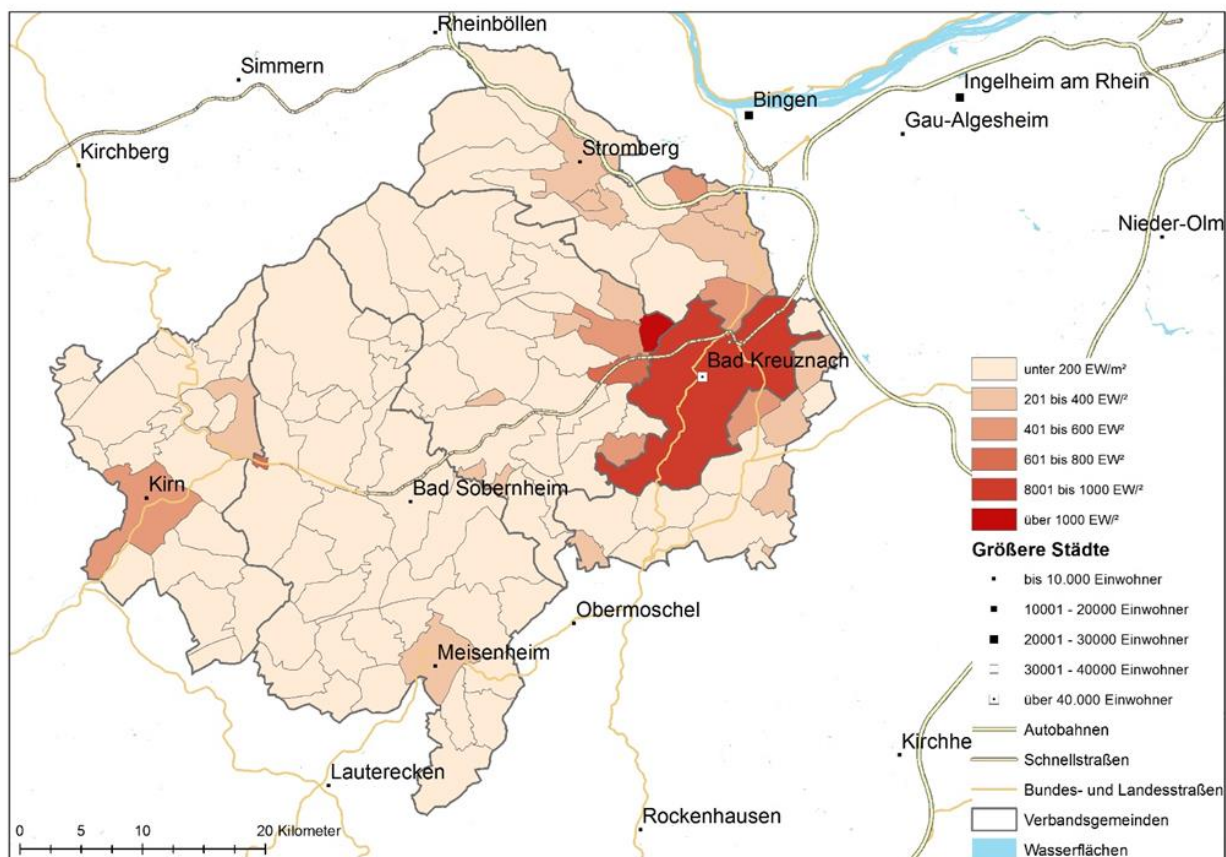 Rheinböllen
Simmern
Ingelheim am Rhein
Bingen
Gau-Algesheim
Kirchberg
Stromberg
Nieder-Olm
Bad Kreuznach
Kirn
Bad Sobernheim
Obermoschel
Meisenheim
Kirchhe
Lauterecken
Rockenhausen
0 5 10 20 Kilometer
unter 200 EW/m²
201 bis 400 EW/²
401 bis 600 EW²
601 bis 800 EW²
8001 bis 1000 EW/²
über 1000 EW/²
Größere Städte
bis 10.000 Einwohner
10001 - 20000 Einwohner
20001 - 30000 Einwohner
30001 - 40000 Einwohner
über 40.000 Einwohner
Autobahnen
Schnellstraßen
Bundes- und Landesstraßen
Verbandsgemeinden
Wasserflächen